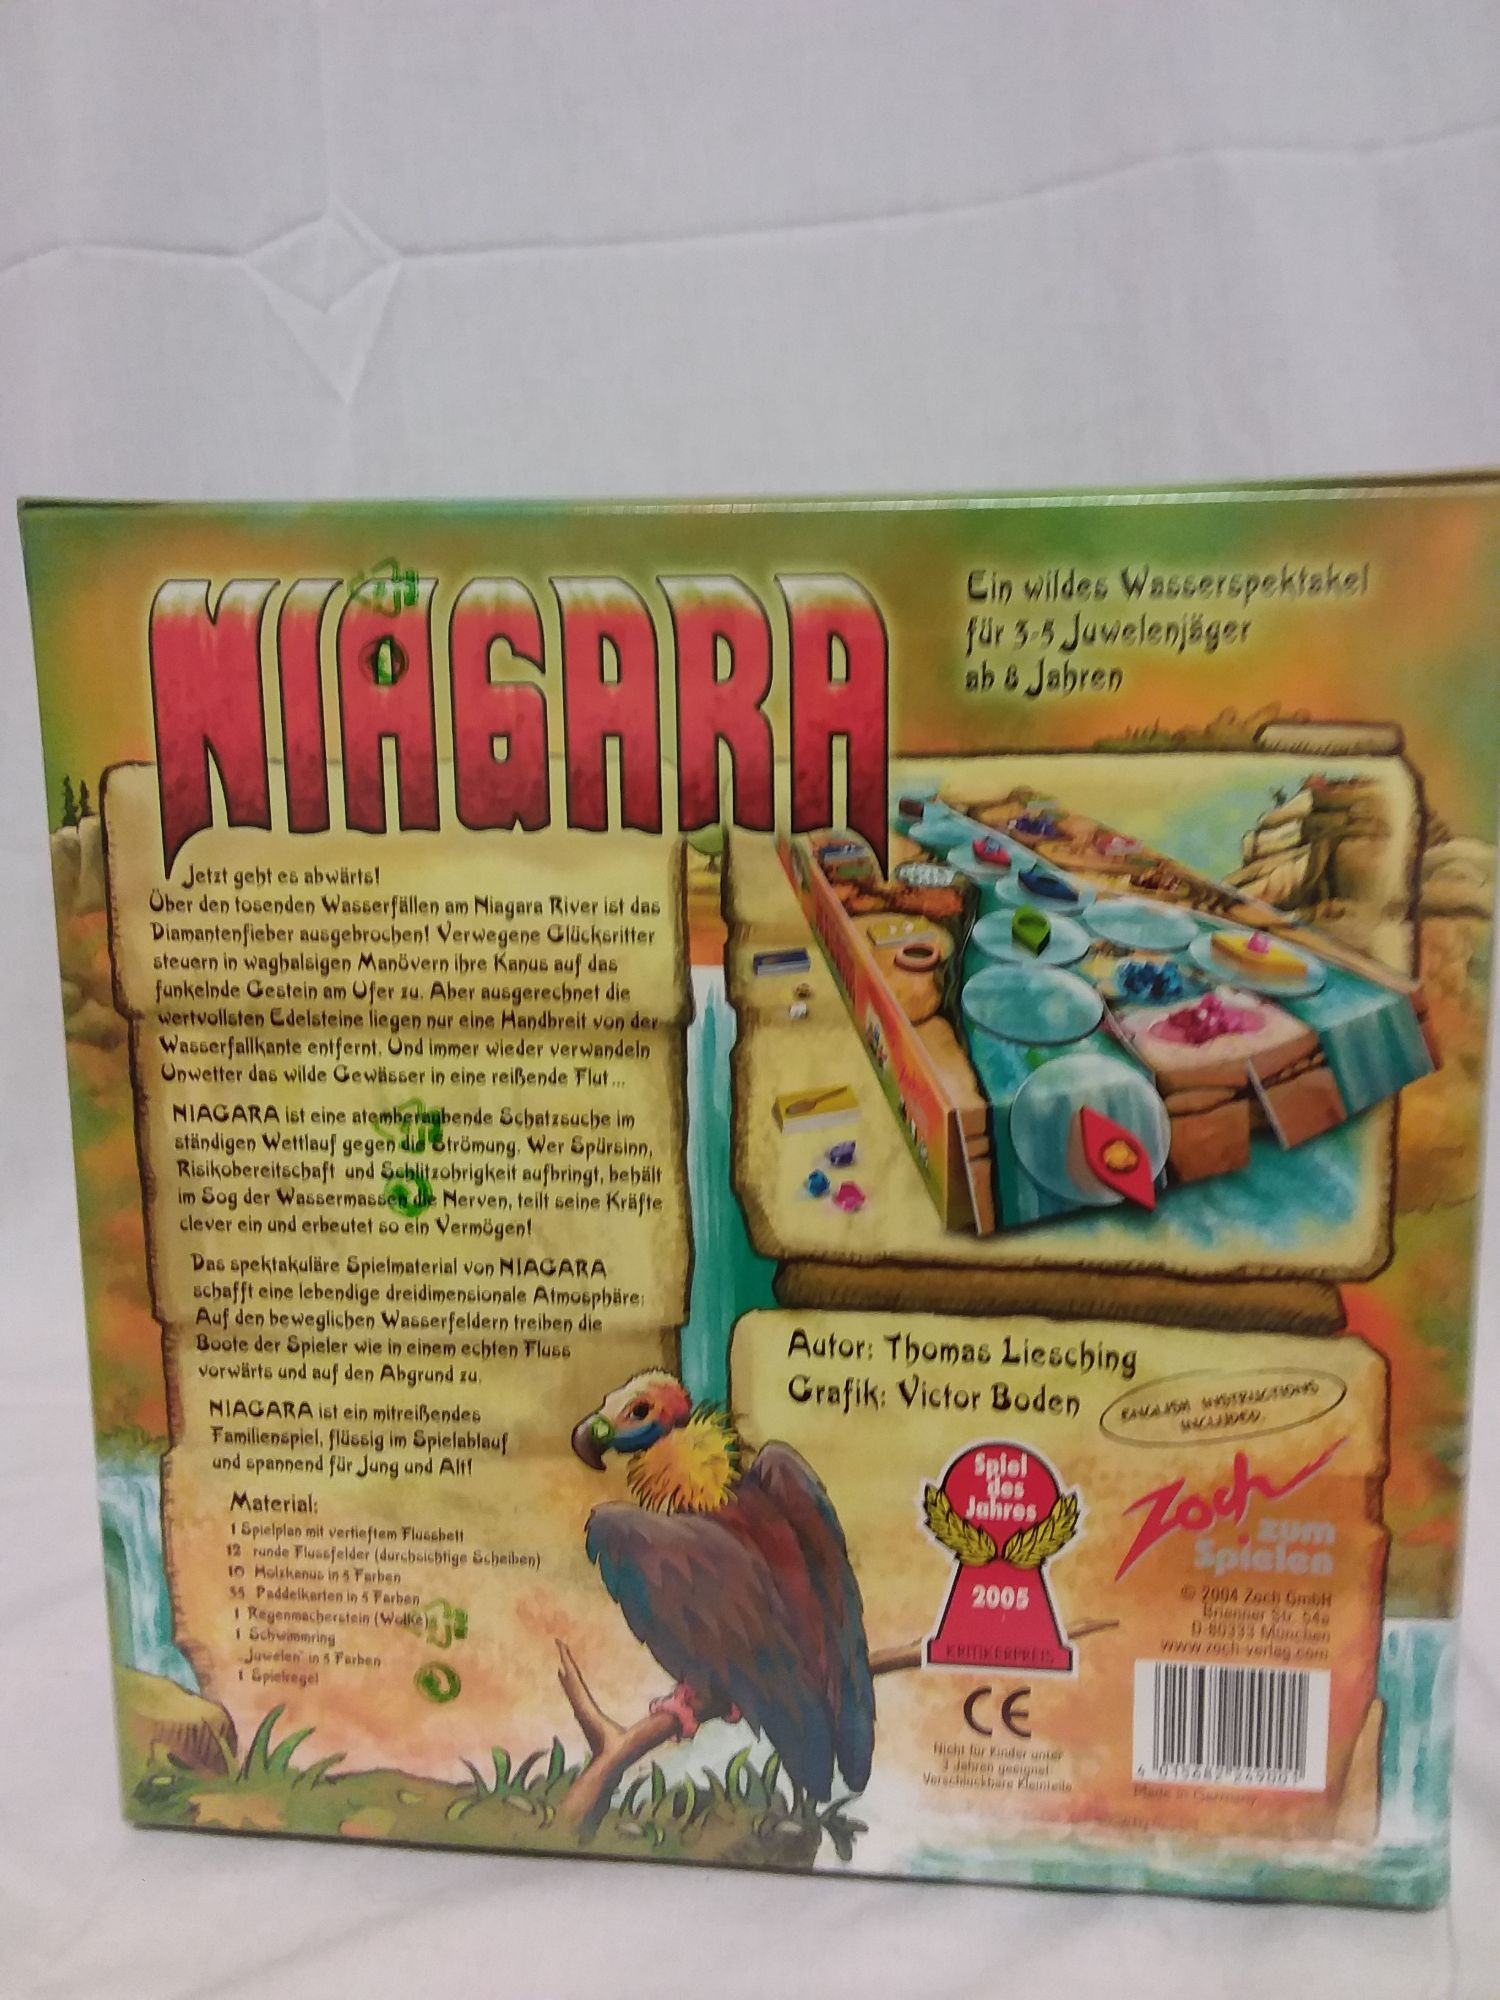 NIAGARA
Ein wildes Wasserspektakel
für 3-5 Juwelenjäger
ab 8 Jahren
Jetzt geht es abwärts!
Über den tosenden Wasserfällen am Niagara River ist das
Diamantenfieber ausgebrochen! Verwegene Glücksritter
steuern in waghalsigen Manövern ihre Kanus auf das
funkelnde Gestein am Ufer zu. Aber ausgerechnet die
wertvollsten Edelsteine liegen nur eine Handbreit von der
Wasserfallkante entfernt. Und immer wieder verwandeln
Unwetter das wilde Gewässer in eine reißende Flut...
NIAGARA ist eine atemberaubende Schatzsuche im
ständigen Wettlauf gegen die Strömung. Wer Spürsinn,
Risikobereitschaft und Schlitzohrigkeit aufbringt, behält
im Sog der Wassermassen die Nerven, teilt seine Kräfte
clever ein und erbeutet so ein Vermögen!
Das spektakuläre Spielmaterial von NIAGARA
schafft eine lebendige dreidimensionale Atmosphäre:
Auf den beweglichen Wasserfeldern treiben die
Boote der Spieler wie in einem echten Fluss
vorwärts und auf den Abgrund zu.
NIAGARA ist ein mitreißendes
Familienspiel, flüssig im Spielablauf
und spannend für Jung und Alt!
Material:
1 Spielplan mit vertieftem Flussbett
12 runde Flussfelder (durchsichtige Scheiben)
10 Holzkanus in 5 Farben
35 Paddelkarten in 5 Farben
1 Regenmacherstein (Wolke)
1 Schwimmring
„Juwelen" in 5 Farben
1 Spielregel
Autor: Thomas Liesching
Grafik: Victor Boden
ENGLISH INSTRUCTIONS
INCLUDED
Spiel
des
Jahres
2005
KRITIKERPREIS
Zoch
zum
Spielen
© 2004 Zoch GmbH
Brienner Str. 54a
D-80333 München
www.zoch-verlag.com
CE
Nicht für Kinder unter
3 Jahren geeignet.
Verschluckbare Kleinteile
4 015682 249001
Made in Germany